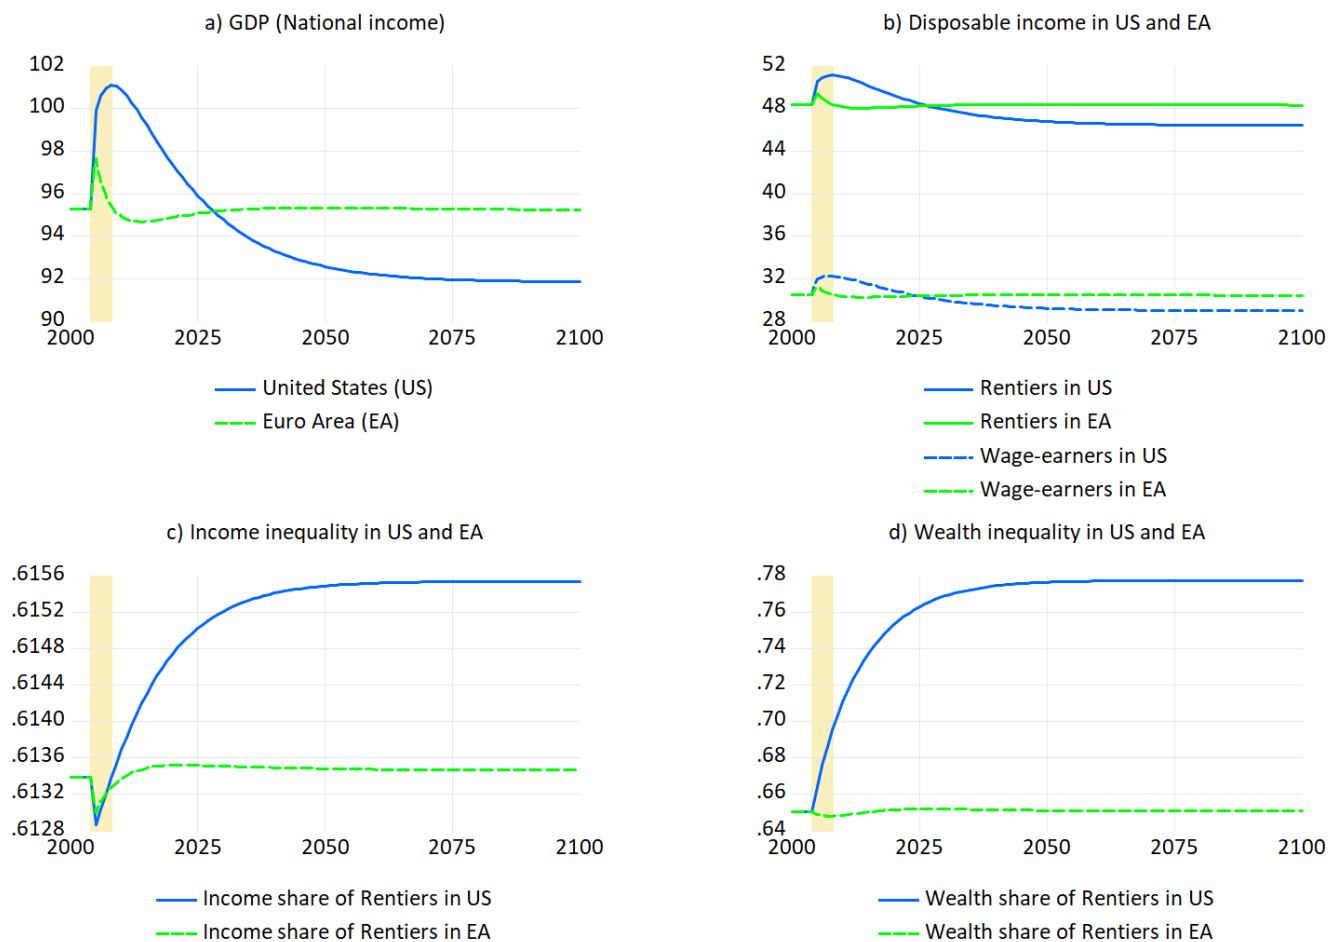 a) GDP (National income)
102
100
98
96
94
92
90
2000 2025 2050 2075 2100
United States (US)
Euro Area (EA)
b) Disposable income in US and EA
52
48
44
40
36
32
28
2000 2025 2050 2075 2100
Rentiers in US
Rentiers in EA
Wage-earners in US
Wage-earners in EA
c) Income inequality in US and EA
.6156
.6152
.6148
.6144
.6140
.6136
.6132
.6128
2000 2025 2050 2075 2100
Income share of Rentiers in US
Income share of Rentiers in EA
d) Wealth inequality in US and EA
.78
.76
.74
.72
.70
.68
.66
.64
2000 2025 2050 2075 2100
Wealth share of Rentiers in US
Wealth share of Rentiers in EA